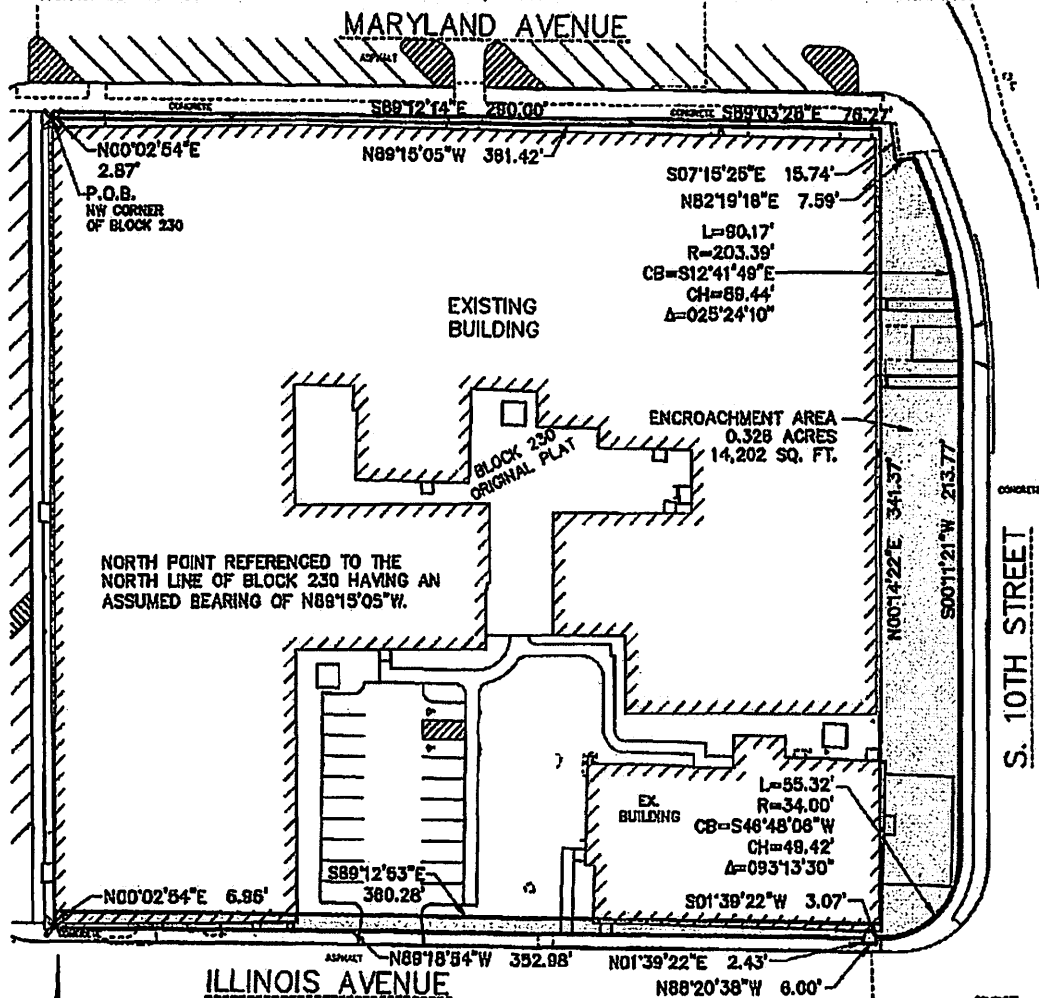 MARYLAND AVENUE
ASPHALT
CONCRETE
S89°12'14"E 280.00'
CONCRETE
S89°03'28"E 76.27'
N00°02'54"E
2.87'
N89°15'05"W 381.42'
P.O.B.
NW CORNER
OF BLOCK 230
S07°15'25"E 15.74'
N82°19'18"E 7.59'
L=90.17'
R=203.39'
CB=S12°41'49"E
CH=89.44'
Δ=025°24'10"
EXISTING
BUILDING
ENCROACHMENT AREA
0.326 ACRES
14,202 SQ. FT.
BLOCK 230
ORIGINAL PLAT
N00°14'22"E 341.37'
S00°11'21"W 213.77'
CONCRETE
S. 10TH STREET
NORTH POINT REFERENCED TO THE
NORTH LINE OF BLOCK 230 HAVING AN
ASSUMED BEARING OF N89°15'05"W.
L=55.32'
R=34.00'
CB=S46°48'06"W
CH=49.42'
Δ=093°13'30"
EX.
BUILDING
S89°12'53"E
380.28'
N00°02'54"E 6.95'
S01°39'22"W 3.07'
CONCRETE
ASPHALT
N89°18'54"W 352.98'
N01°39'22"E 2.43'
N88°20'38"W 6.00'
ILLINOIS AVENUE